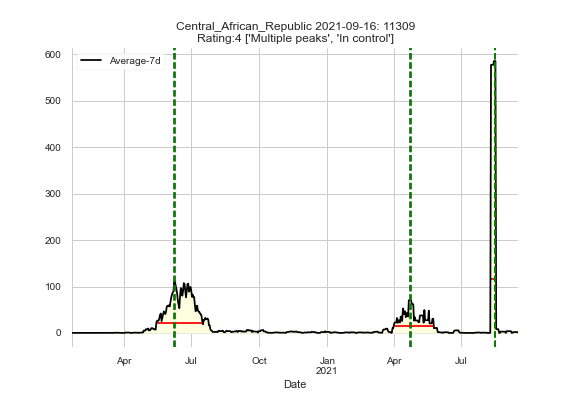 Central_African_Republic 2021-09-16: 11309
Rating:4 ['Multiple peaks', 'In control']
Average-7d
600
500
400
300
200
100
0
Apr
Jul
Oct
Jan
2021
Apr
Jul
Date